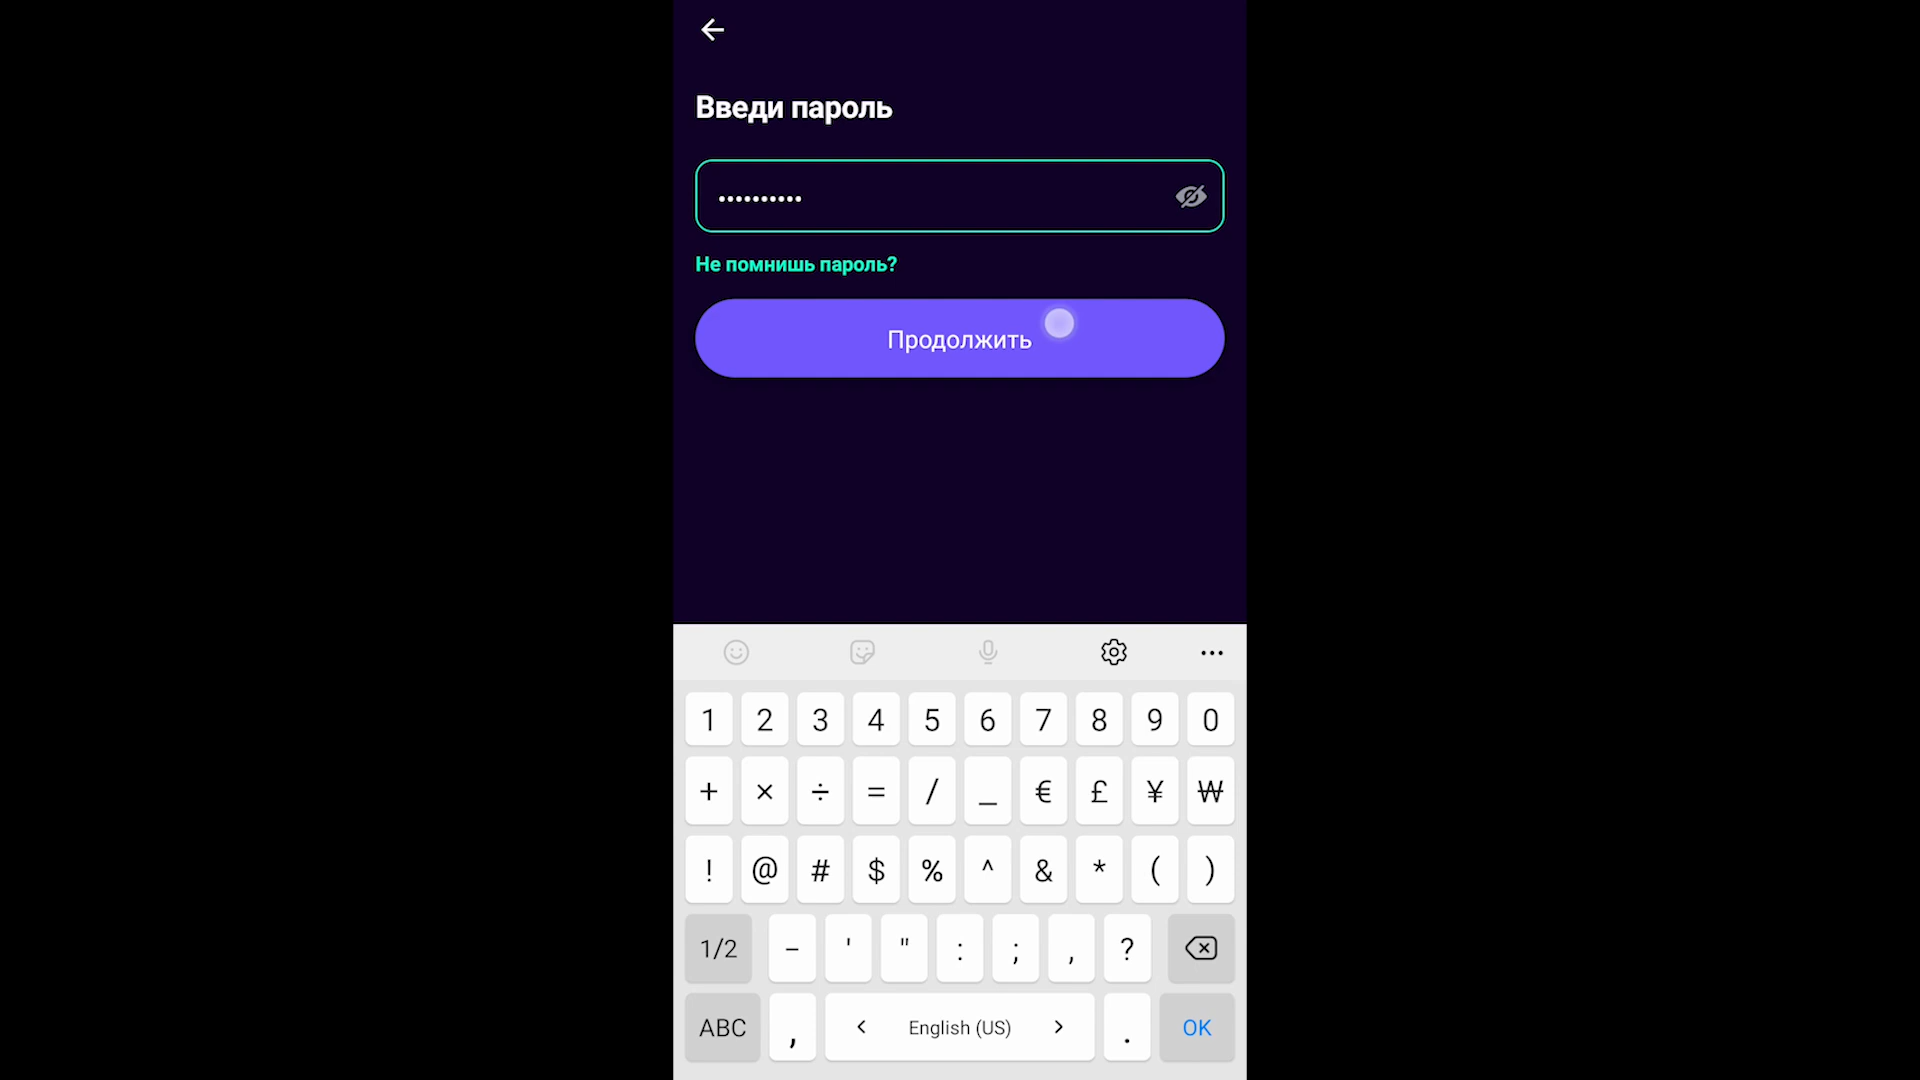 Введи пароль
••••••••••
Не помнишь пароль?
Продолжить
1 2 3 4 5 6 7 8 9 0
+ × ÷ = / _ € £ ¥ ₩
! @ # $ % ^ & * ( )
1/2 - ' " : ; , ?
ABC , < English (US) > . OK